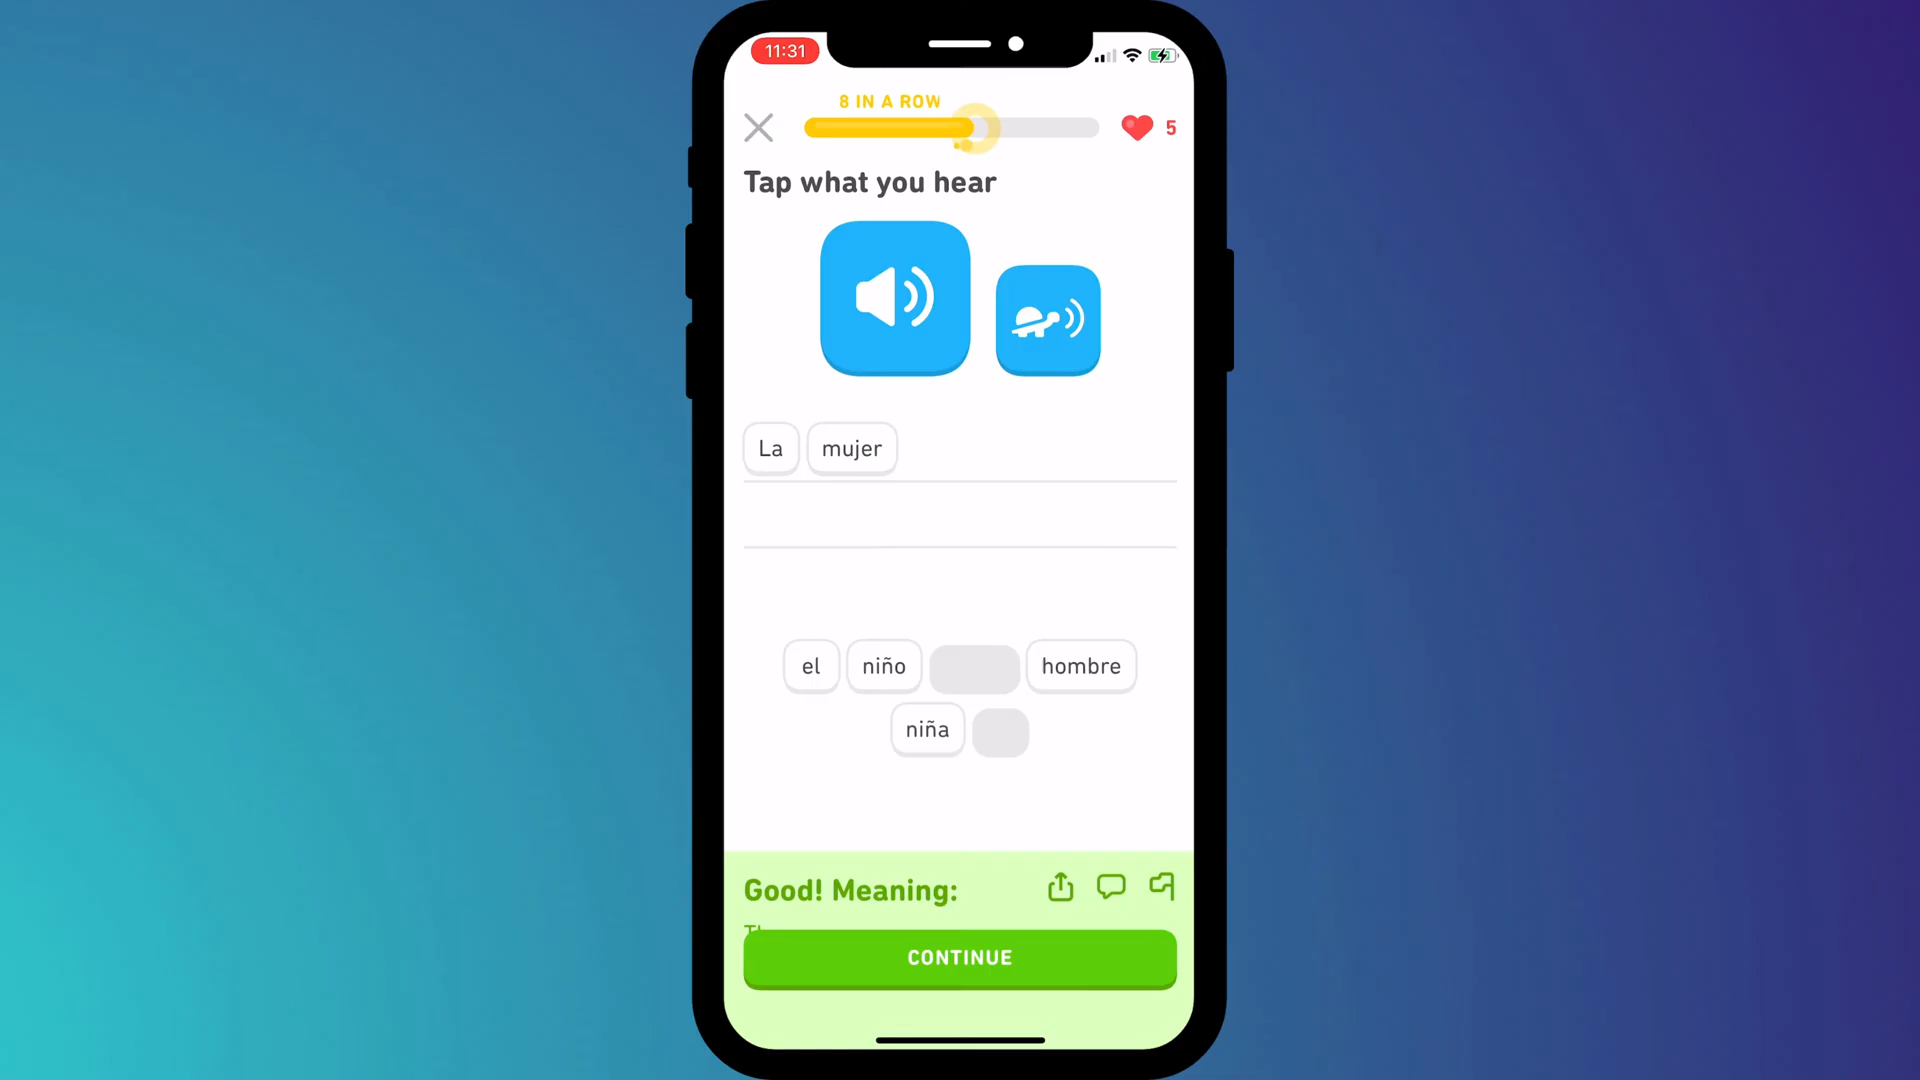 11:31
8 IN A ROW
5
Tap what you hear
La mujer
el niño hombre
niña
Good! Meaning:
CONTINUE